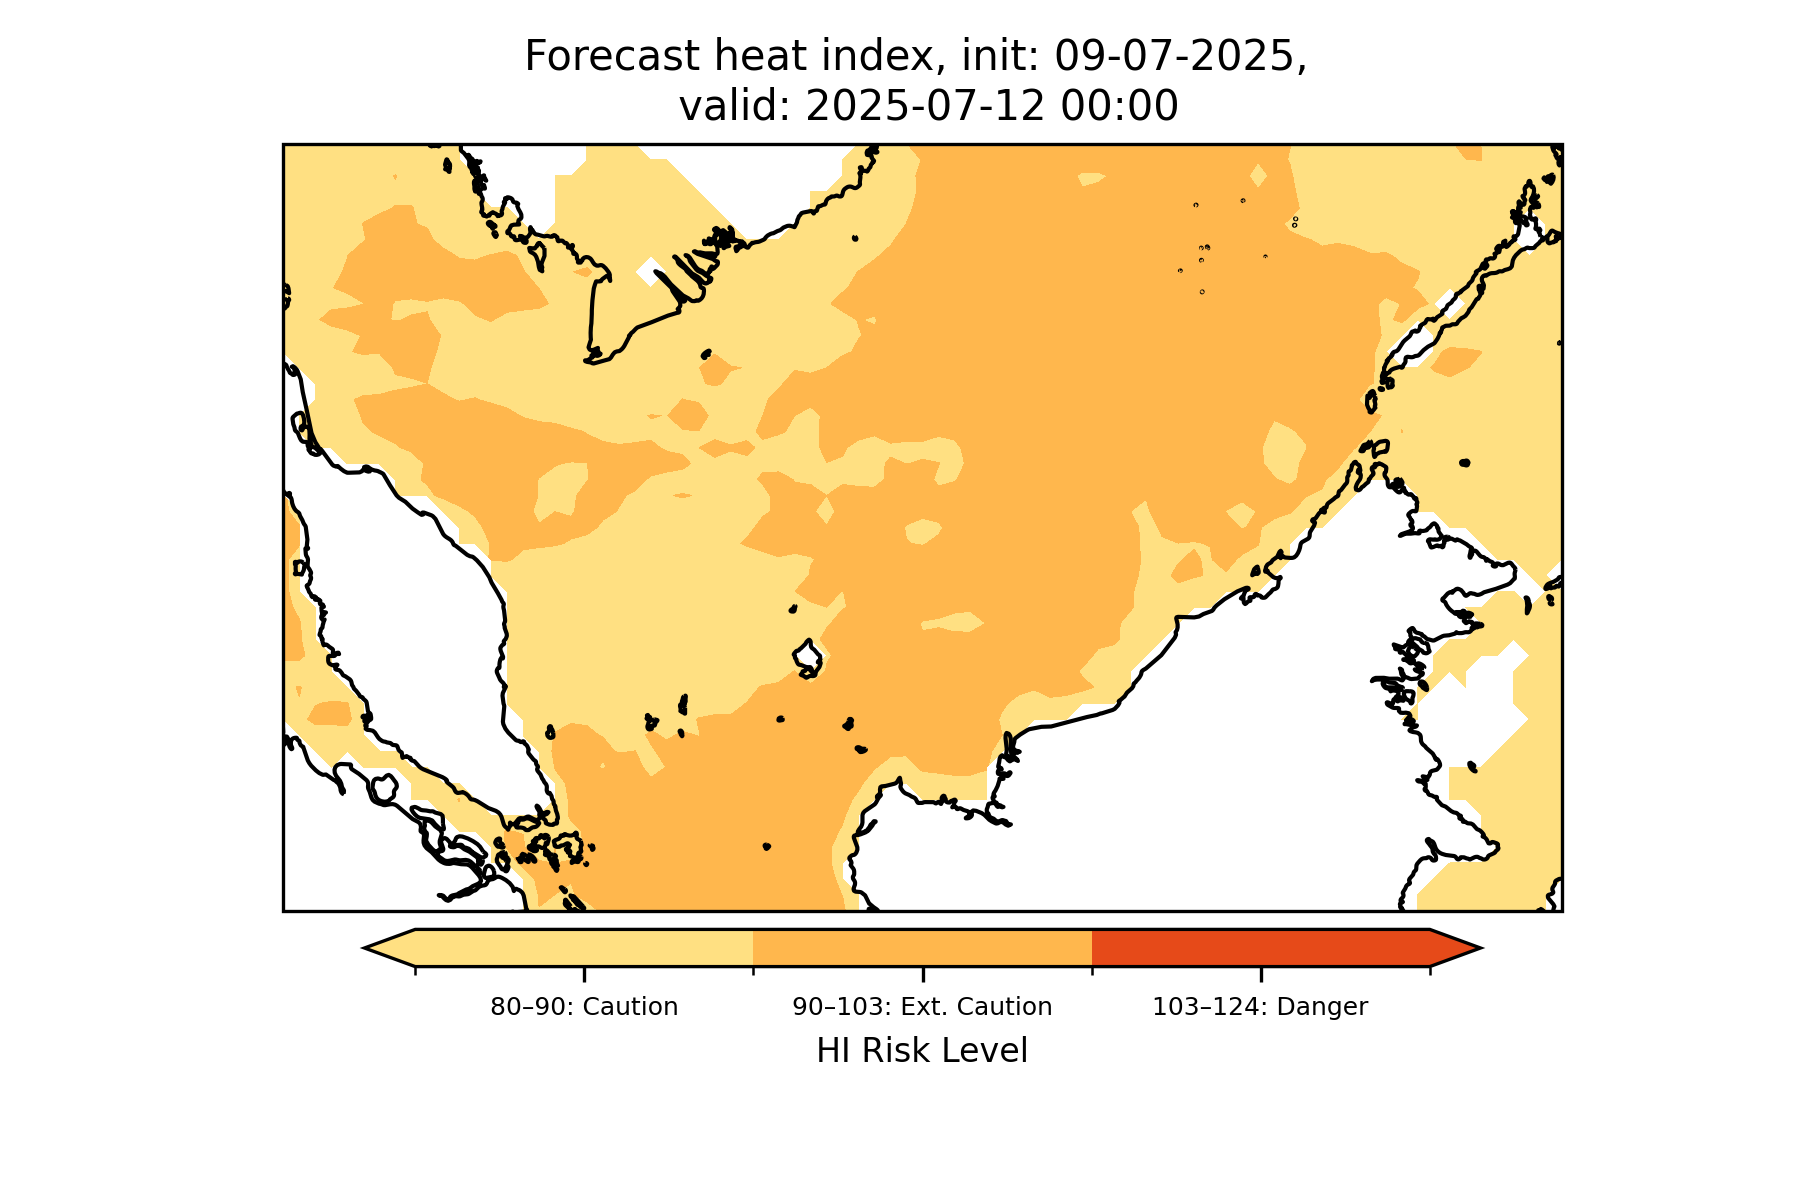 Forecast heat index, init: 09-07-2025,
valid: 2025-07-12 00:00
80–90: Caution
90–103: Ext. Caution
103–124: Danger
HI Risk Level